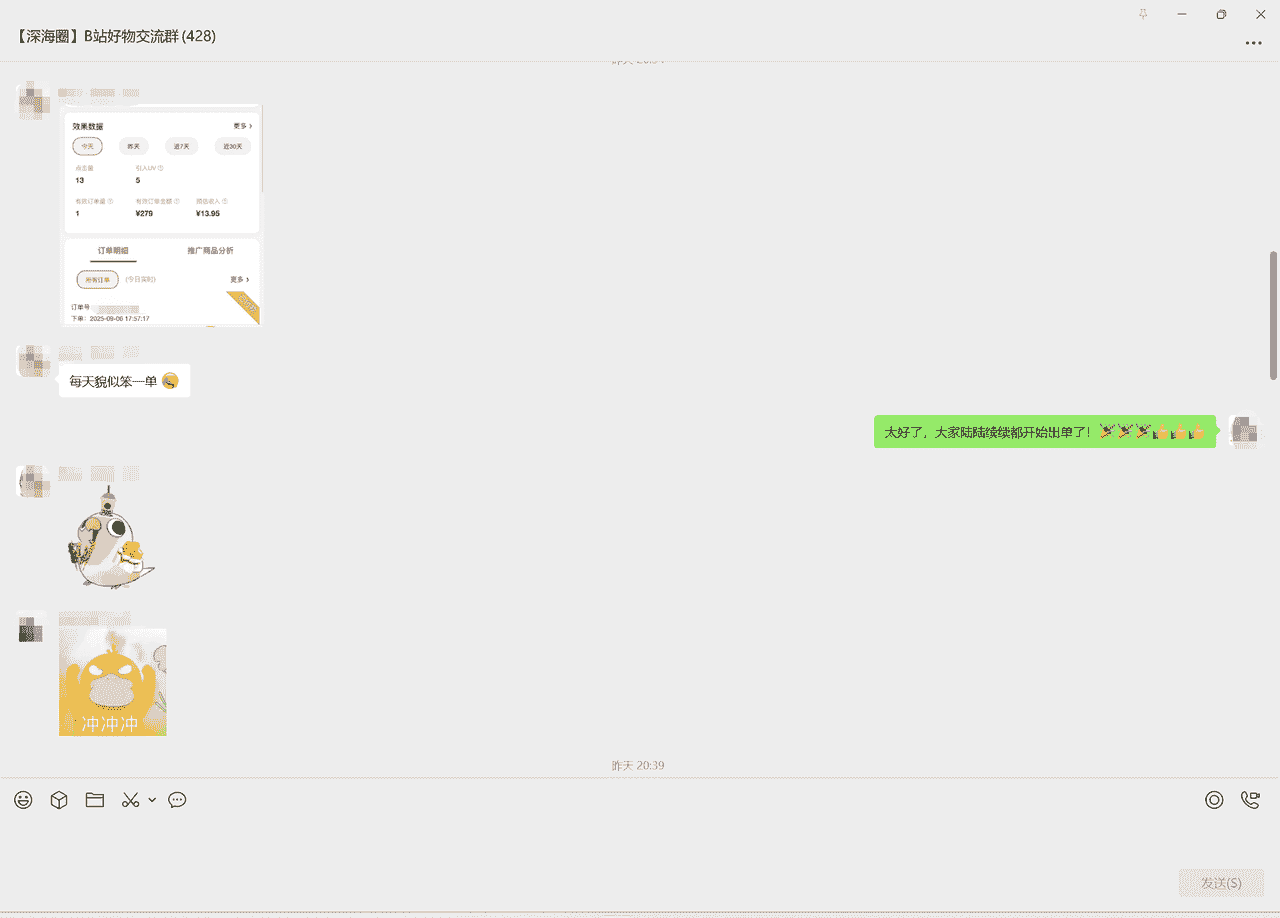 【深海圈】B站好物交流群 (428)
效果数据
更多 >
今天
昨天
近7天
近30天
点击量
引入UV
13
5
有效订单量
有效订单金额
预估收入
1
¥279
¥13.95
订单明细
推广商品分析
所有订单
(今日实时)
更多 >
订单号
下单： 2025-09-06 17:57:17
每天貌似笨一单
太好了，大家陆陆续续都开始出单了！
冲冲冲
昨天 20:39
发送(S)